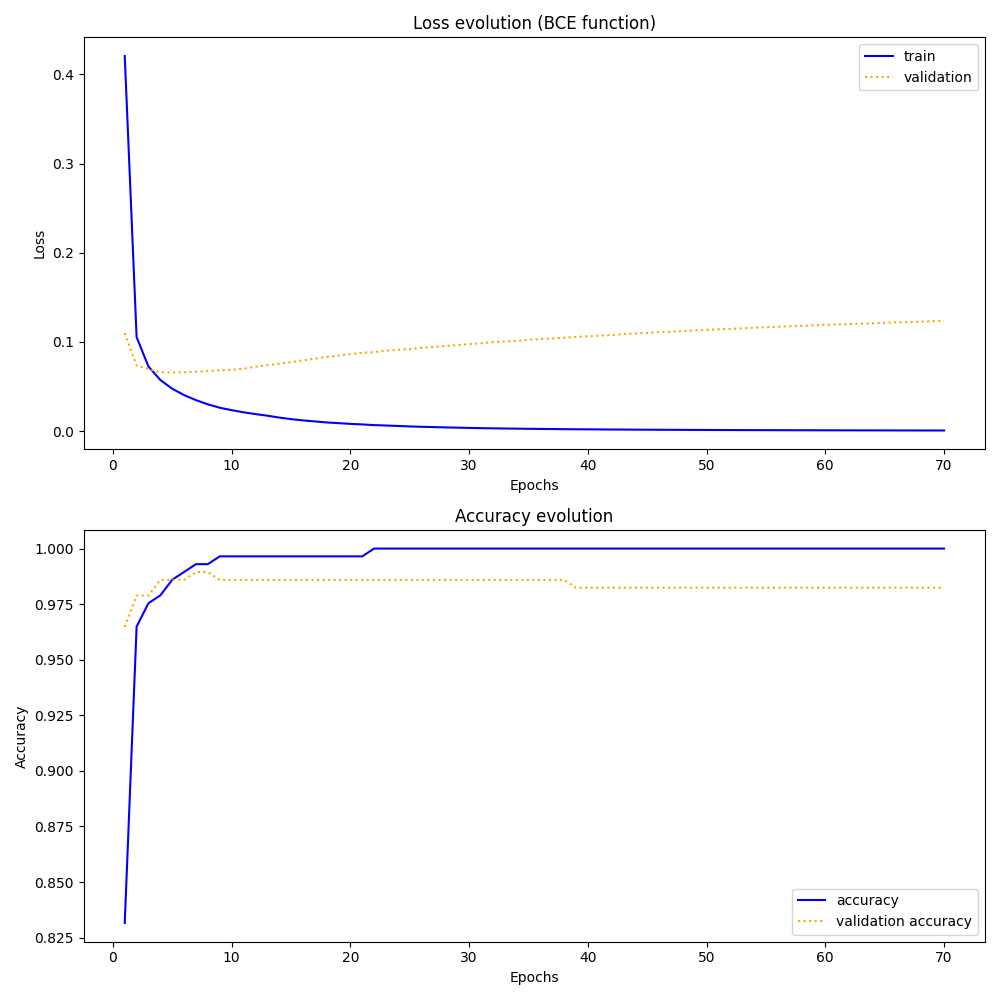 Loss evolution (BCE function)
train
validation
0.4
0.3
0.2
0.1
0.0
Loss
0 10 20 30 40 50 60 70
Epochs
Accuracy evolution
1.000
0.975
0.950
0.925
0.900
0.875
0.850
0.825
Accuracy
accuracy
validation accuracy
0 10 20 30 40 50 60 70
Epochs